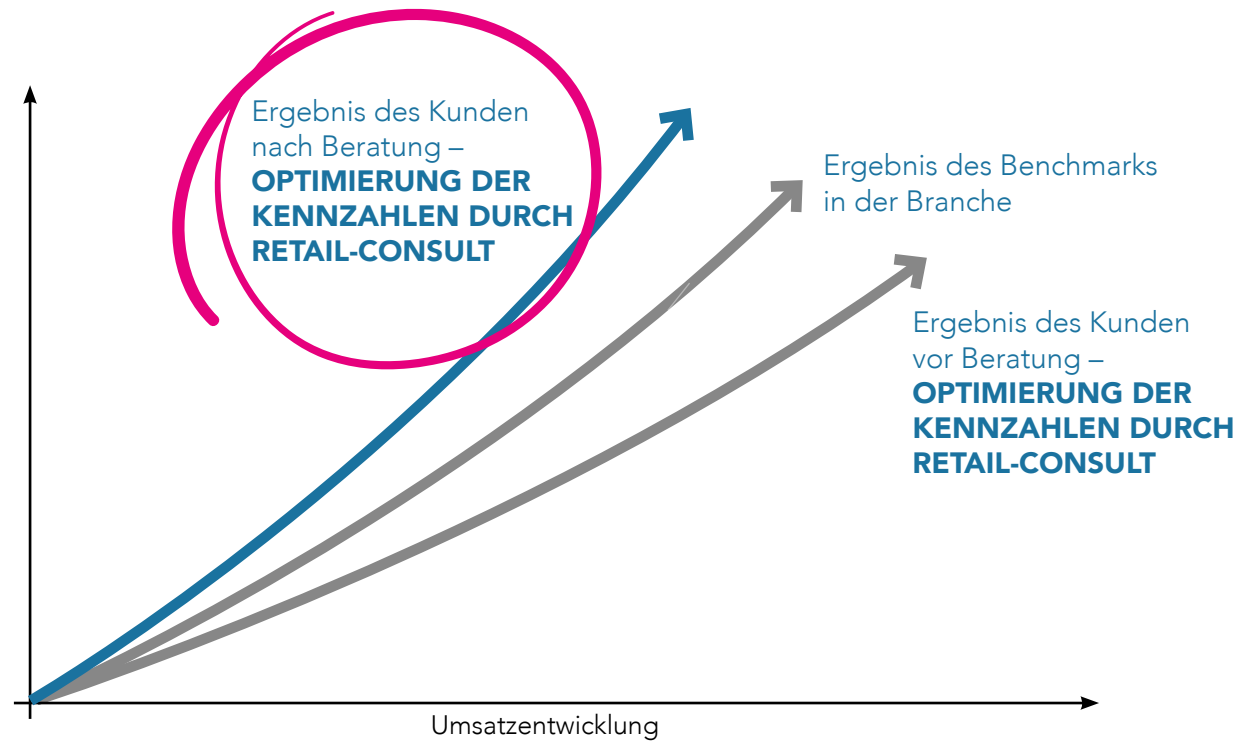 Ergebnis des Kunden
nach Beratung –
OPTIMIERUNG DER
KENNZAHLEN DURCH
RETAIL-CONSULT
Ergebnis des Benchmarks
in der Branche
Ergebnis des Kunden
vor Beratung –
OPTIMIERUNG DER
KENNZAHLEN DURCH
RETAIL-CONSULT
Umsatzentwicklung